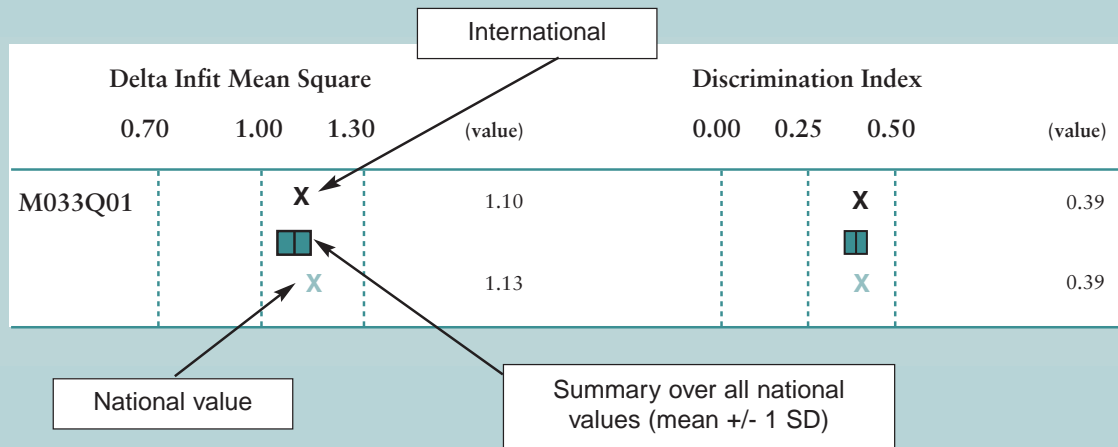 International
Delta Infit Mean Square Discrimination Index
0.70 1.00 1.30 (value) 0.00 0.25 0.50 (value)
M033Q01 X 1.10 X 0.39
X 1.13 X 0.39
National value
Summary over all national
values (mean +/- 1 SD)